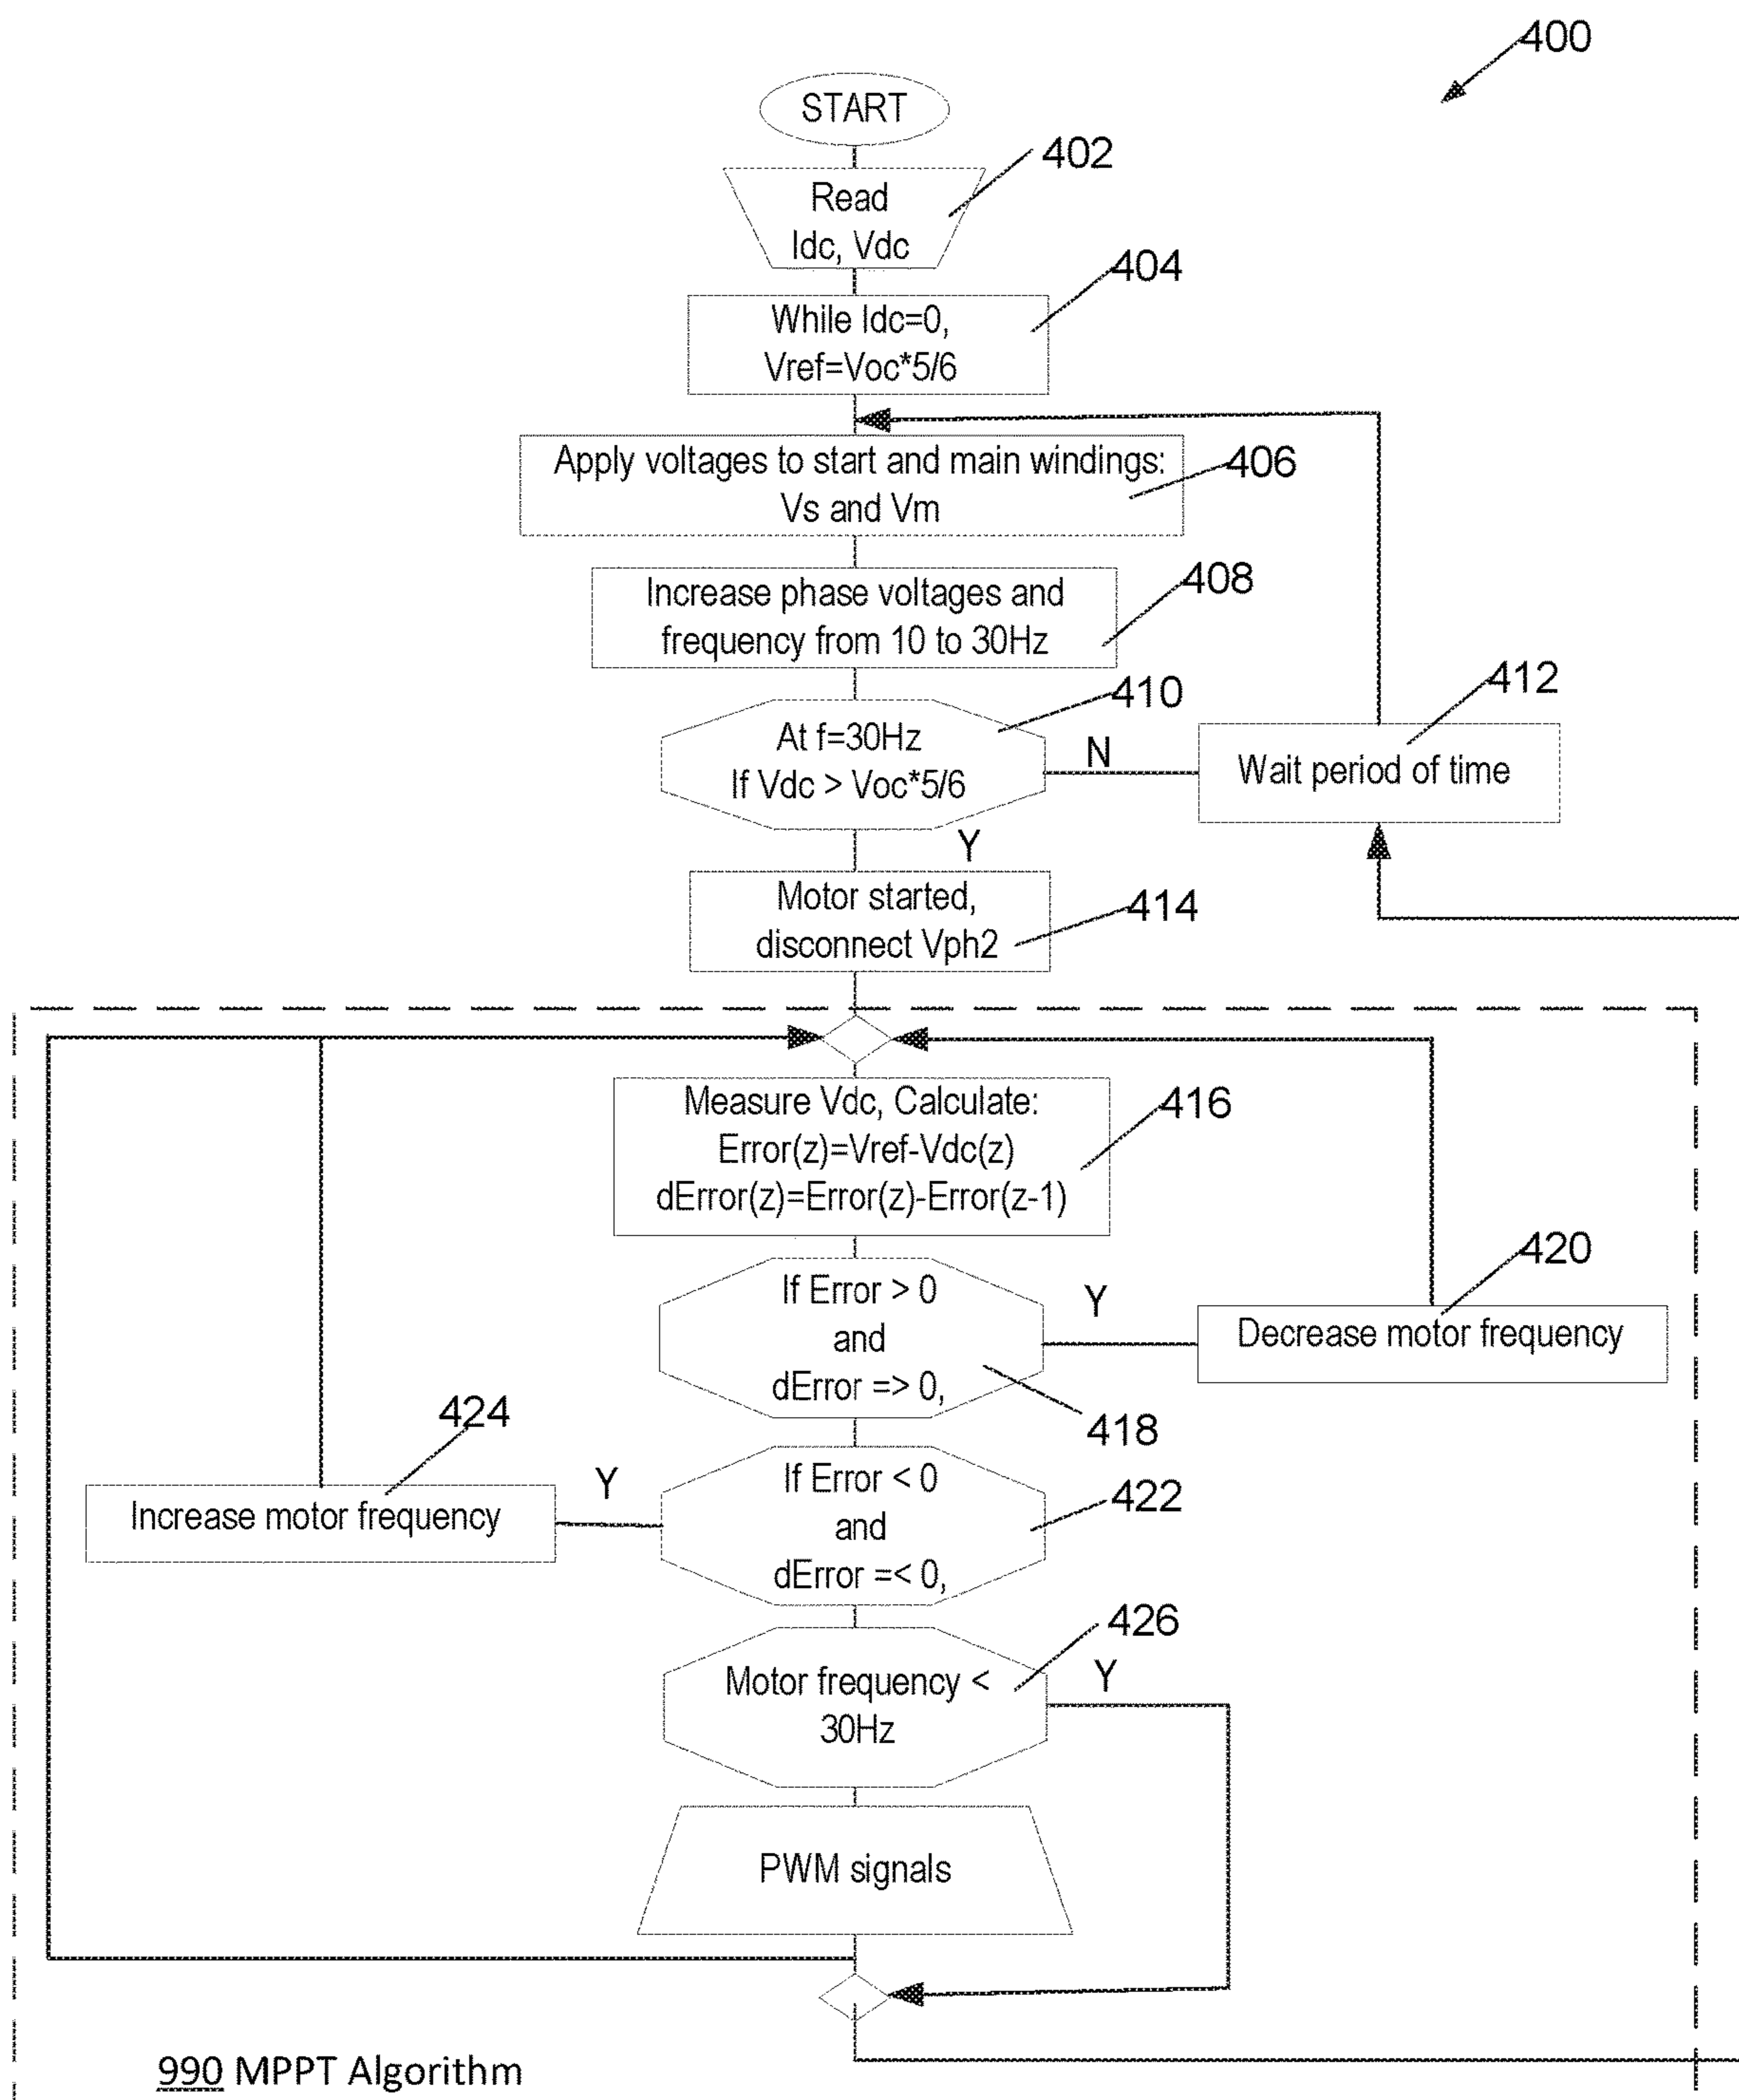 400
START
402
Read
Idc, Vdc
404
While Idc=0,
Vref=Voc*5/6
Apply voltages to start and main windings:
Vs and Vm
406
Increase phase voltages and
frequency from 10 to 30Hz
408
410
At f=30Hz
If Vdc > Voc*5/6
N
412
Wait period of time
Y
Motor started,
disconnect Vph2
414
Measure Vdc, Calculate:
Error(z)=Vref-Vdc(z)
dError(z)=Error(z)-Error(z-1)
416
If Error > 0
and
dError => 0,
Y
418
420
Decrease motor frequency
424
Increase motor frequency
Y
If Error < 0
and
dError =< 0,
422
426
Motor frequency <
30Hz
Y
PWM signals
990 MPPT Algorithm